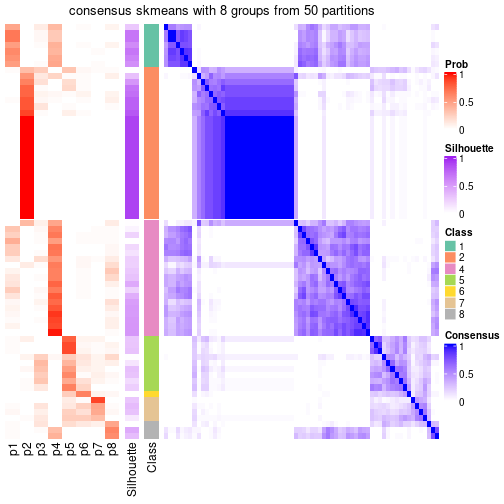 consensus skmeans with 8 groups from 50 partitions
Prob
1
0.5
0
Silhouette
1
0.5
0
Class
1
2
4
5
6
7
8
Consensus
1
0.5
0
p1
p2
p3
p4
p5
p6
p7
p8
Silhouette
Class